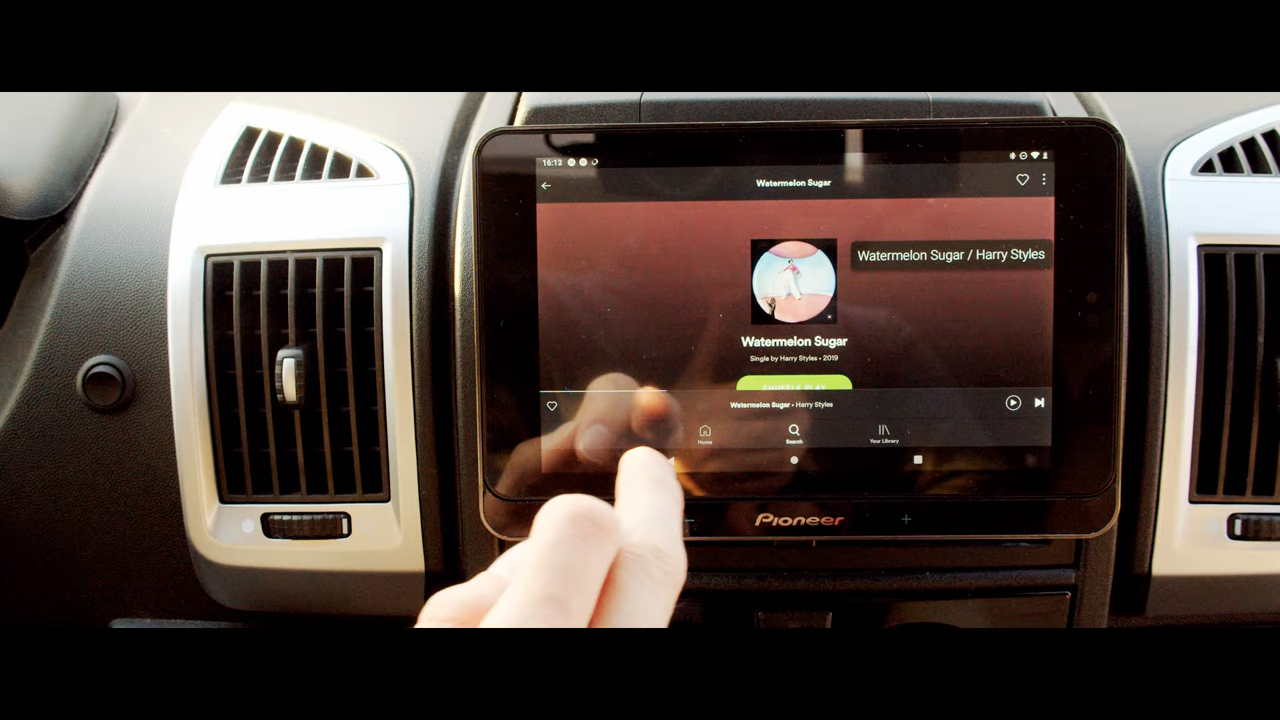 16:13
Watermelon Sugar
Watermelon Sugar / Harry Styles
Watermelon Sugar
Single by Harry Styles • 2019
SHUFFLE PLAY
Watermelon Sugar • Harry Styles
Home
Search
Your Library
Pioneer